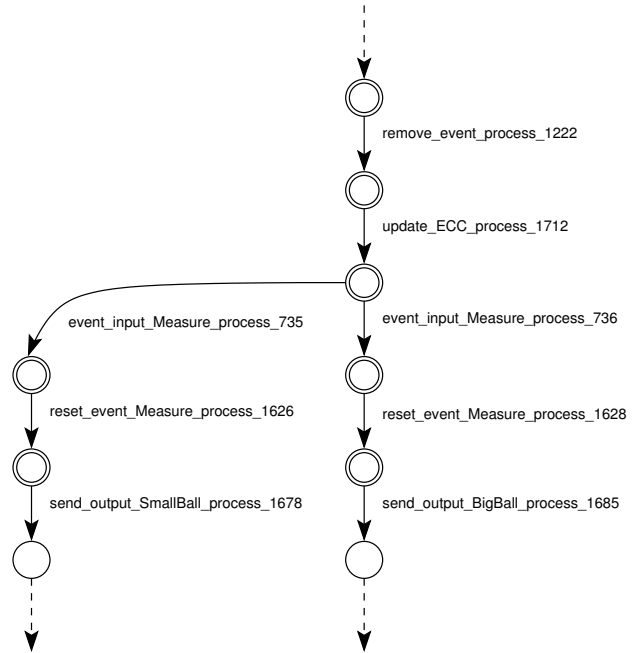 remove_event_process_1222
update_ECC_process_1712
event_input_Measure_process_735
event_input_Measure_process_736
reset_event_Measure_process_1626
reset_event_Measure_process_1628
send_output_SmallBall_process_1678
send_output_BigBall_process_1685